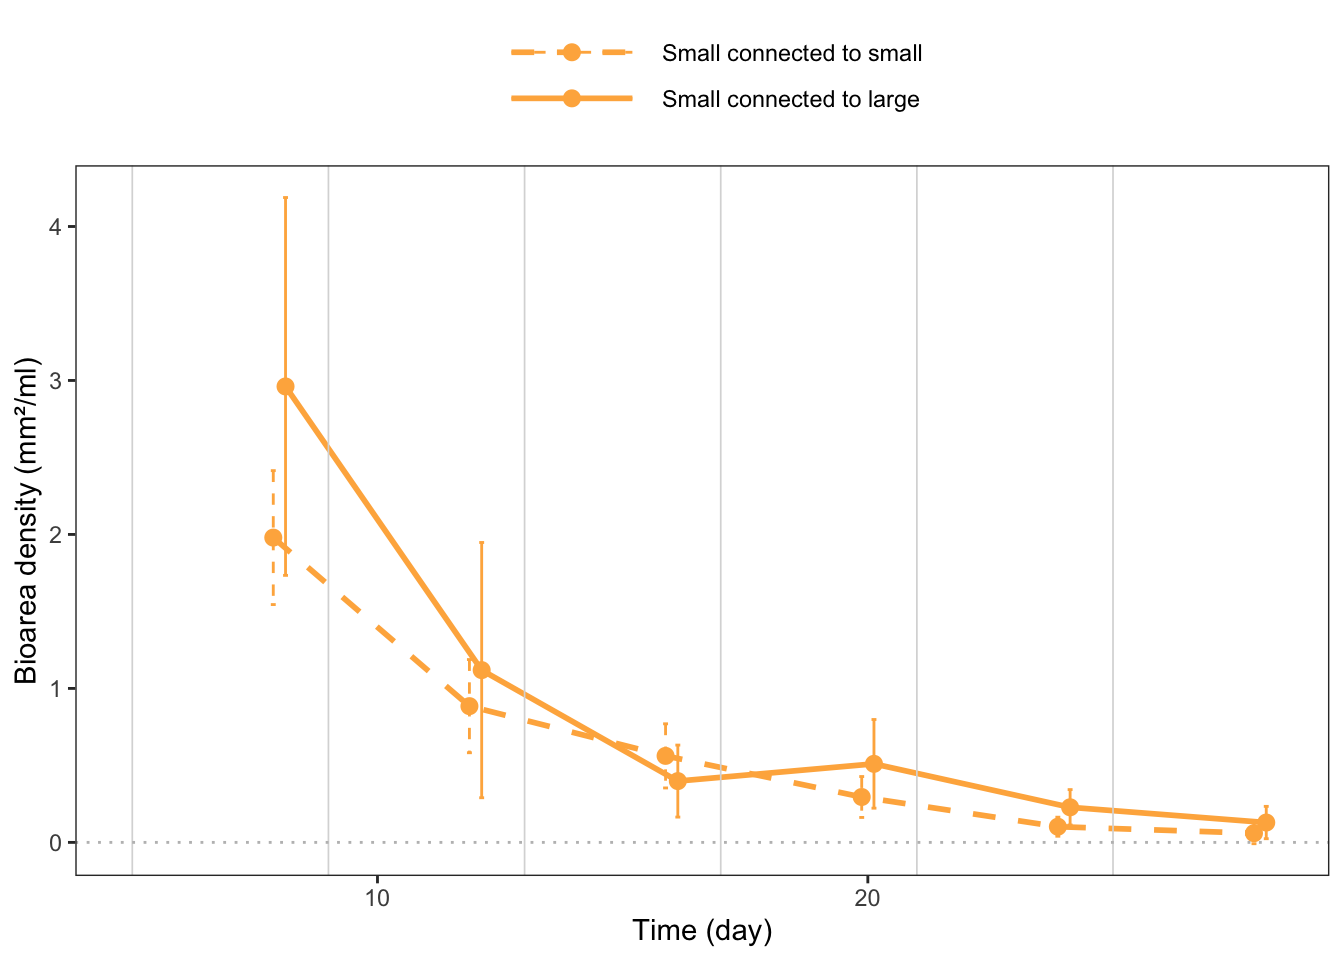 Small connected to small
Small connected to large
Bioarea density (mm²/ml)
4
3
2
1
0
10 20
Time (day)